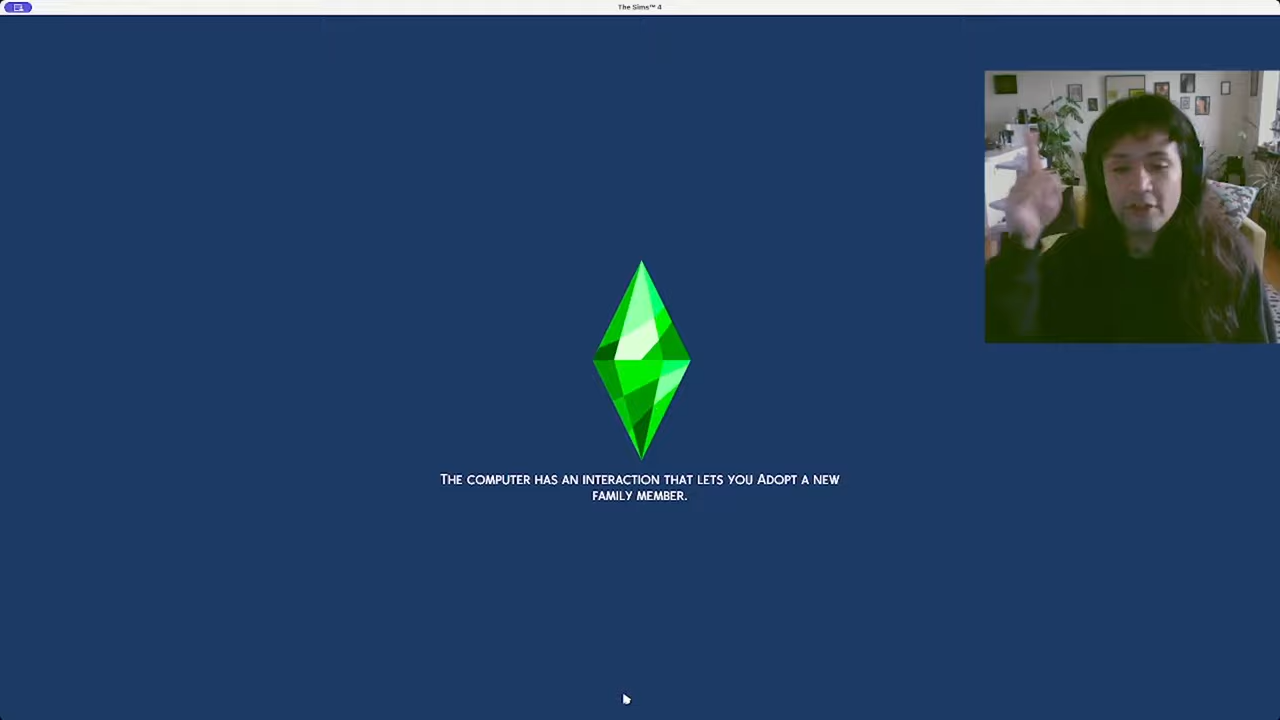 The Sims™ 4
THE COMPUTER HAS AN INTERACTION THAT LETS YOU ADOPT A NEW
FAMILY MEMBER.